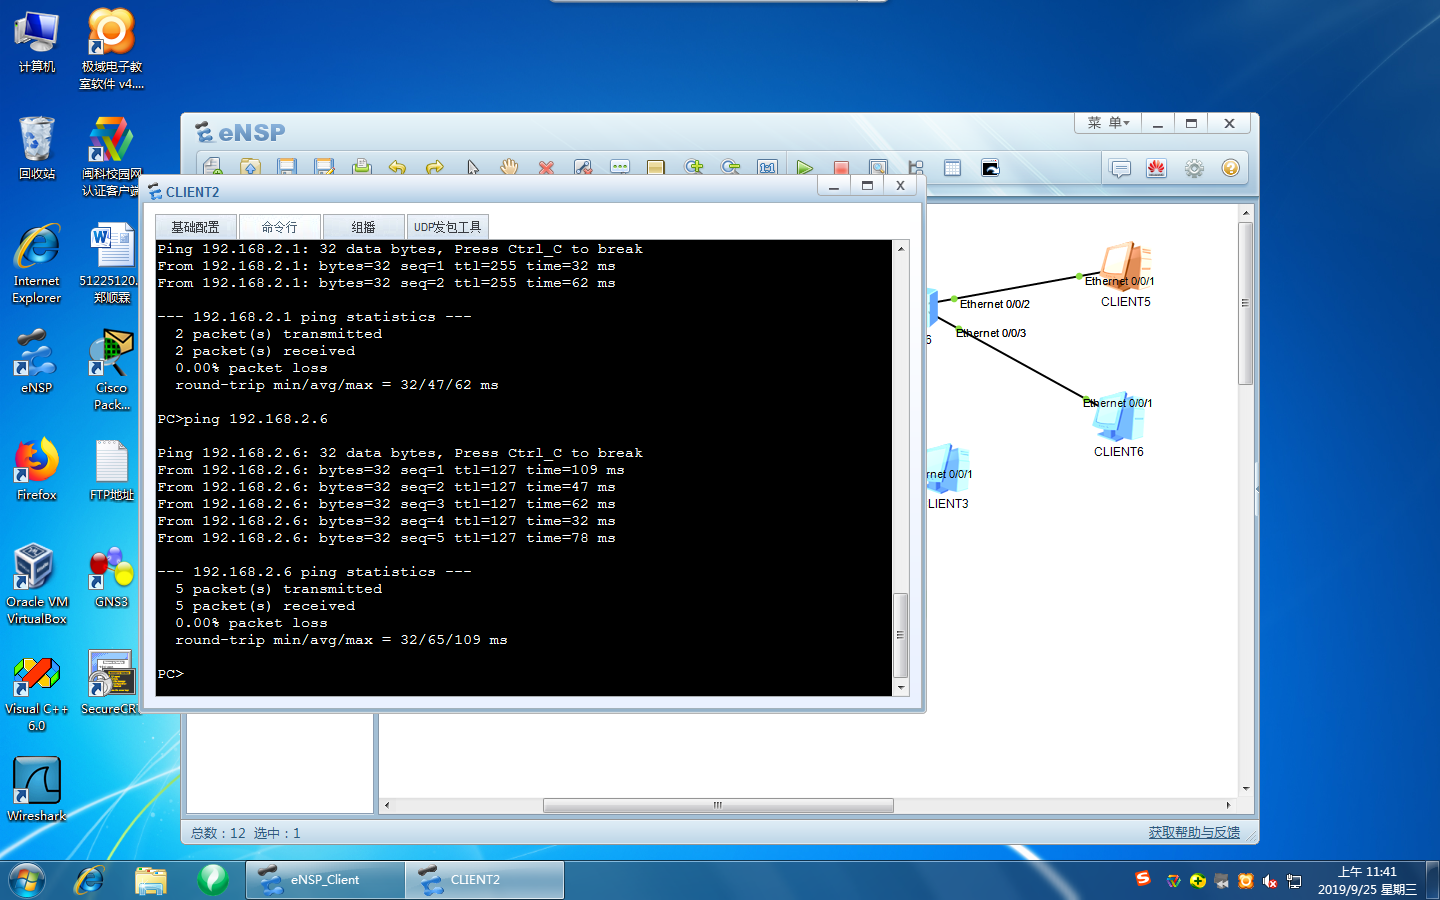 计算机
极域电子教
室软件 v4....
回收站
闽科校园网
认证客户端
Internet
Explorer
51225120.
郑顺霖
eNSP
Cisco
Pack...
Firefox
FTP地址
Oracle VM
VirtualBox
GNS3
Visual C++
6.0
SecureCRT
Wireshark
eNSP
菜 单
1:1
CLIENT2
基础配置
命令行
组播
UDP发包工具
Ping 192.168.2.1: 32 data bytes, Press Ctrl_C to break
From 192.168.2.1: bytes=32 seq=1 ttl=255 time=32 ms
From 192.168.2.1: bytes=32 seq=2 ttl=255 time=62 ms
--- 192.168.2.1 ping statistics ---
2 packet(s) transmitted
2 packet(s) received
0.00% packet loss
round-trip min/avg/max = 32/47/62 ms
PC>ping 192.168.2.6
Ping 192.168.2.6: 32 data bytes, Press Ctrl_C to break
From 192.168.2.6: bytes=32 seq=1 ttl=127 time=109 ms
From 192.168.2.6: bytes=32 seq=2 ttl=127 time=47 ms
From 192.168.2.6: bytes=32 seq=3 ttl=127 time=62 ms
From 192.168.2.6: bytes=32 seq=4 ttl=127 time=32 ms
From 192.168.2.6: bytes=32 seq=5 ttl=127 time=78 ms
--- 192.168.2.6 ping statistics ---
5 packet(s) transmitted
5 packet(s) received
0.00% packet loss
round-trip min/avg/max = 32/65/109 ms
PC>
Ethernet 0/0/1
CLIENT5
Ethernet 0/0/2
Ethernet 0/0/3
6
Ethernet 0/0/1
CLIENT6
rnet 0/0/1
LIENT3
总数：12 选中：1
获取帮助与反馈
eNSP_Client
CLIENT2
上午 11:41
2019/9/25 星期三